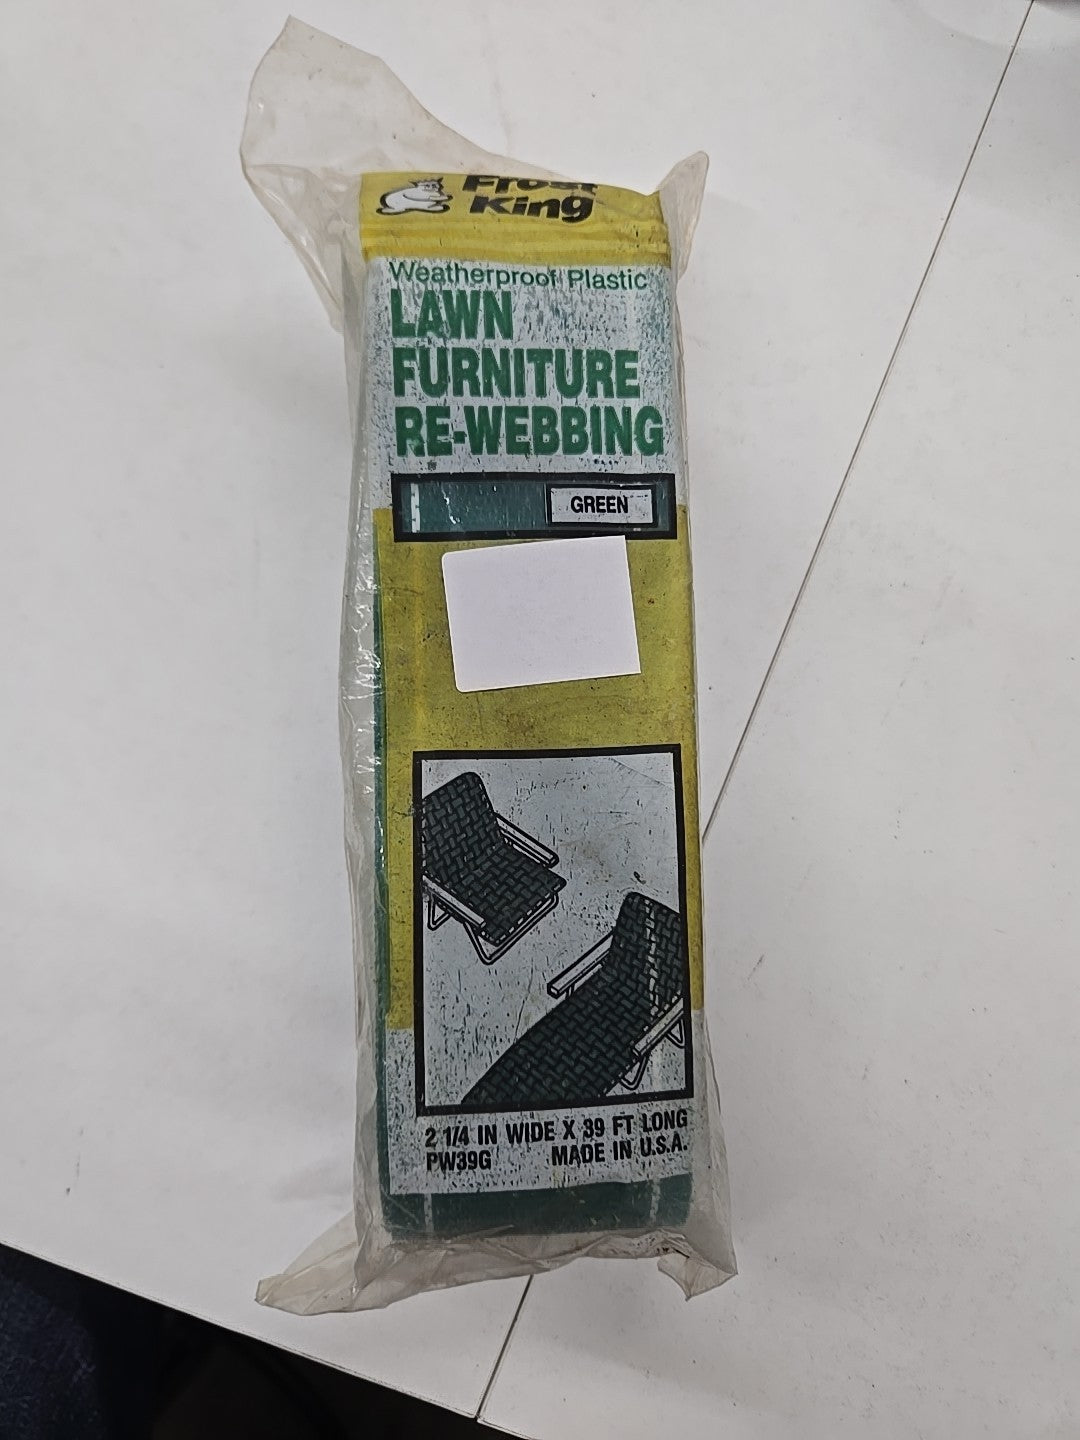 Frost
King
Weatherproof Plastic
LAWN
FURNITURE
RE-WEBBING
GREEN
2 1/4 IN WIDE X 39 FT LONG
PW39G MADE IN U.S.A.